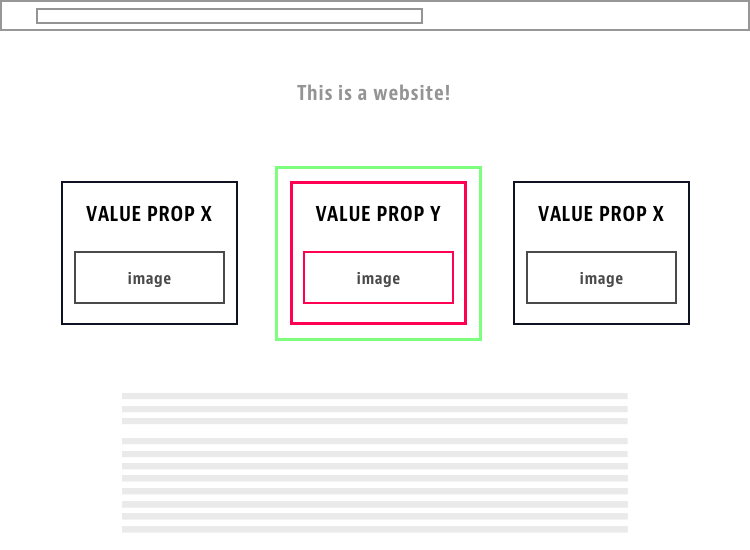 This is a website!
VALUE PROP X
VALUE PROP Y
VALUE PROP X
image
image
image